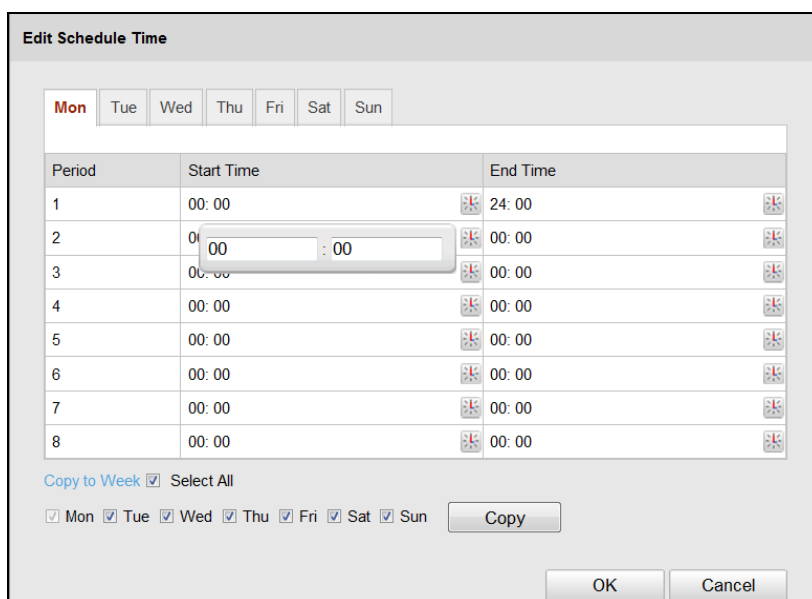 Edit Schedule Time
Mon Tue Wed Thu Fri Sat Sun
Period Start Time End Time
1 00: 00 24: 00
2 00: 00
00 : 00
3 00: 00
4 00: 00 00: 00
5 00: 00 00: 00
6 00: 00 00: 00
7 00: 00 00: 00
8 00: 00 00: 00
Copy to Week Select All
Mon Tue Wed Thu Fri Sat Sun Copy
OK Cancel